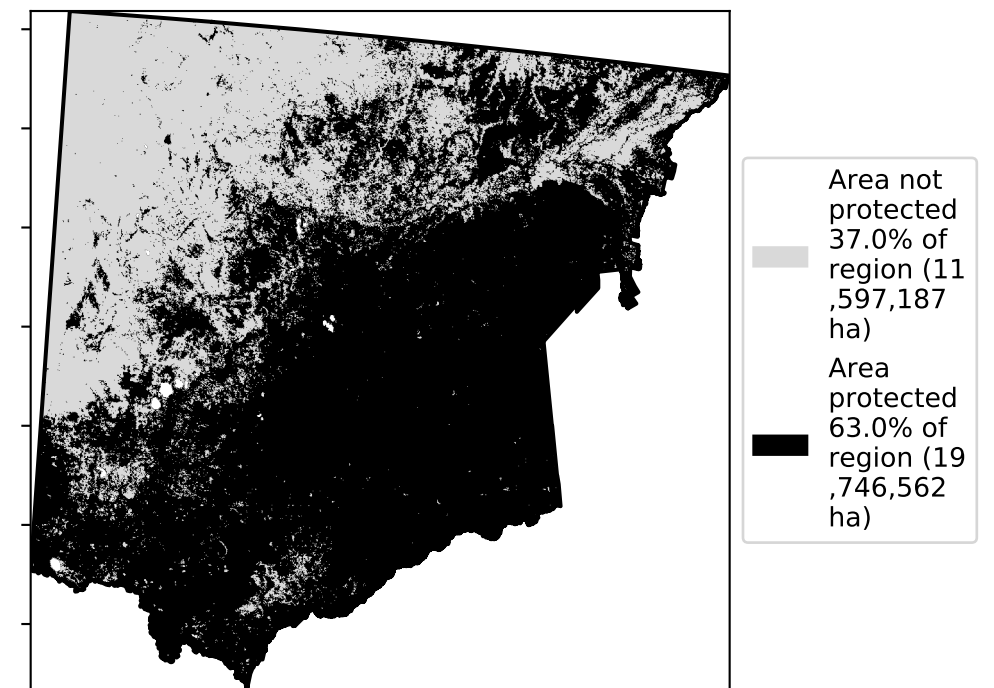 Area not
protected
37.0% of
region (11
,597,187
ha)
Area
protected
63.0% of
region (19
,746,562
ha)